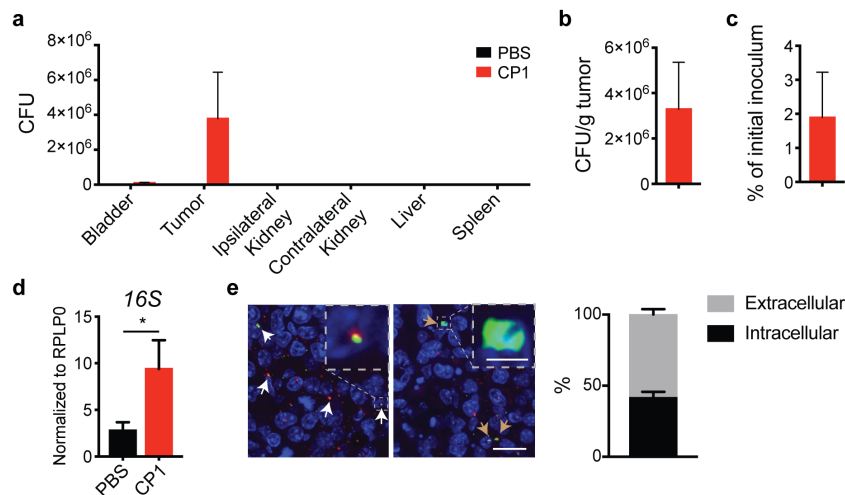 a
CFU
8×10⁶
6×10⁶
4×10⁶
2×10⁶
0
PBS
CP1
Bladder
Tumor
Ipsilateral
Kidney
Contralateral
Kidney
Liver
Spleen
b
CFU/g tumor
6×10⁶
4×10⁶
2×10⁶
0
c
% of initial inoculum
4
3
2
1
0
d
16S
*
Normalized to RPLP0
15
10
5
0
PBS
CP1
e
%
100
50
0
Extracellular
Intracellular